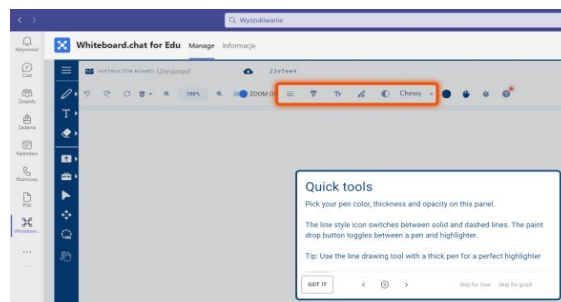 Wyszukiwanie
Whiteboard.chat for Edu Manage Informacje
INSTRUCTOR BOARD: Unnamed
100% ZOOM
Chewy
Aktywność
Czat
Zespoły
Zadania
Kalendarz
Rozmowy
Pliki
Quick tools
Pick your pen color, thickness and opacity on this panel.
The line style icon switches between solid and dashed lines. The paint
drop button toggles between a pen and highlighter.
Tip: Use the line drawing tool with a thick pen for a perfect highlighter
GOT IT
Skip for now Skip for good